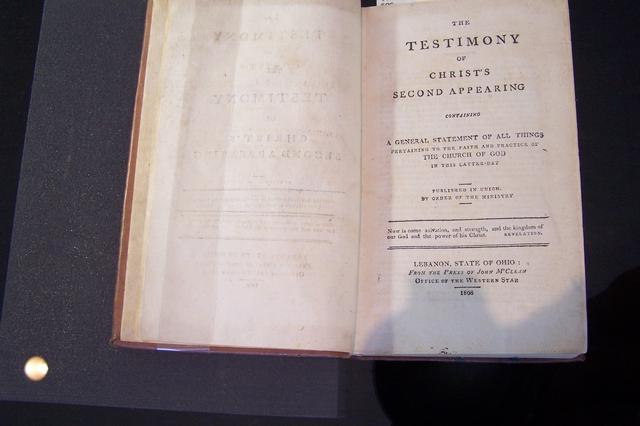 THE
TESTIMONY
OF
CHRIST'S
SECOND APPEARING
CONTAINING
A GENERAL STATEMENT OF ALL THINGS
PERTAINING TO THE FAITH AND PRACTICE OF
THE CHURCH OF GOD
IN THIS LATTER-DAY
PUBLISHED IN UNION.
BY ORDER OF THE MINISTRY
Now is come salvation, and strength, and the kingdom of
our God and the power of his Christ. REVELATION.
LEBANON, STATE OF OHIO:
FROM THE PRESS OF JOHN M'CLEAN
OFFICE OF THE WESTERN STAR
1808